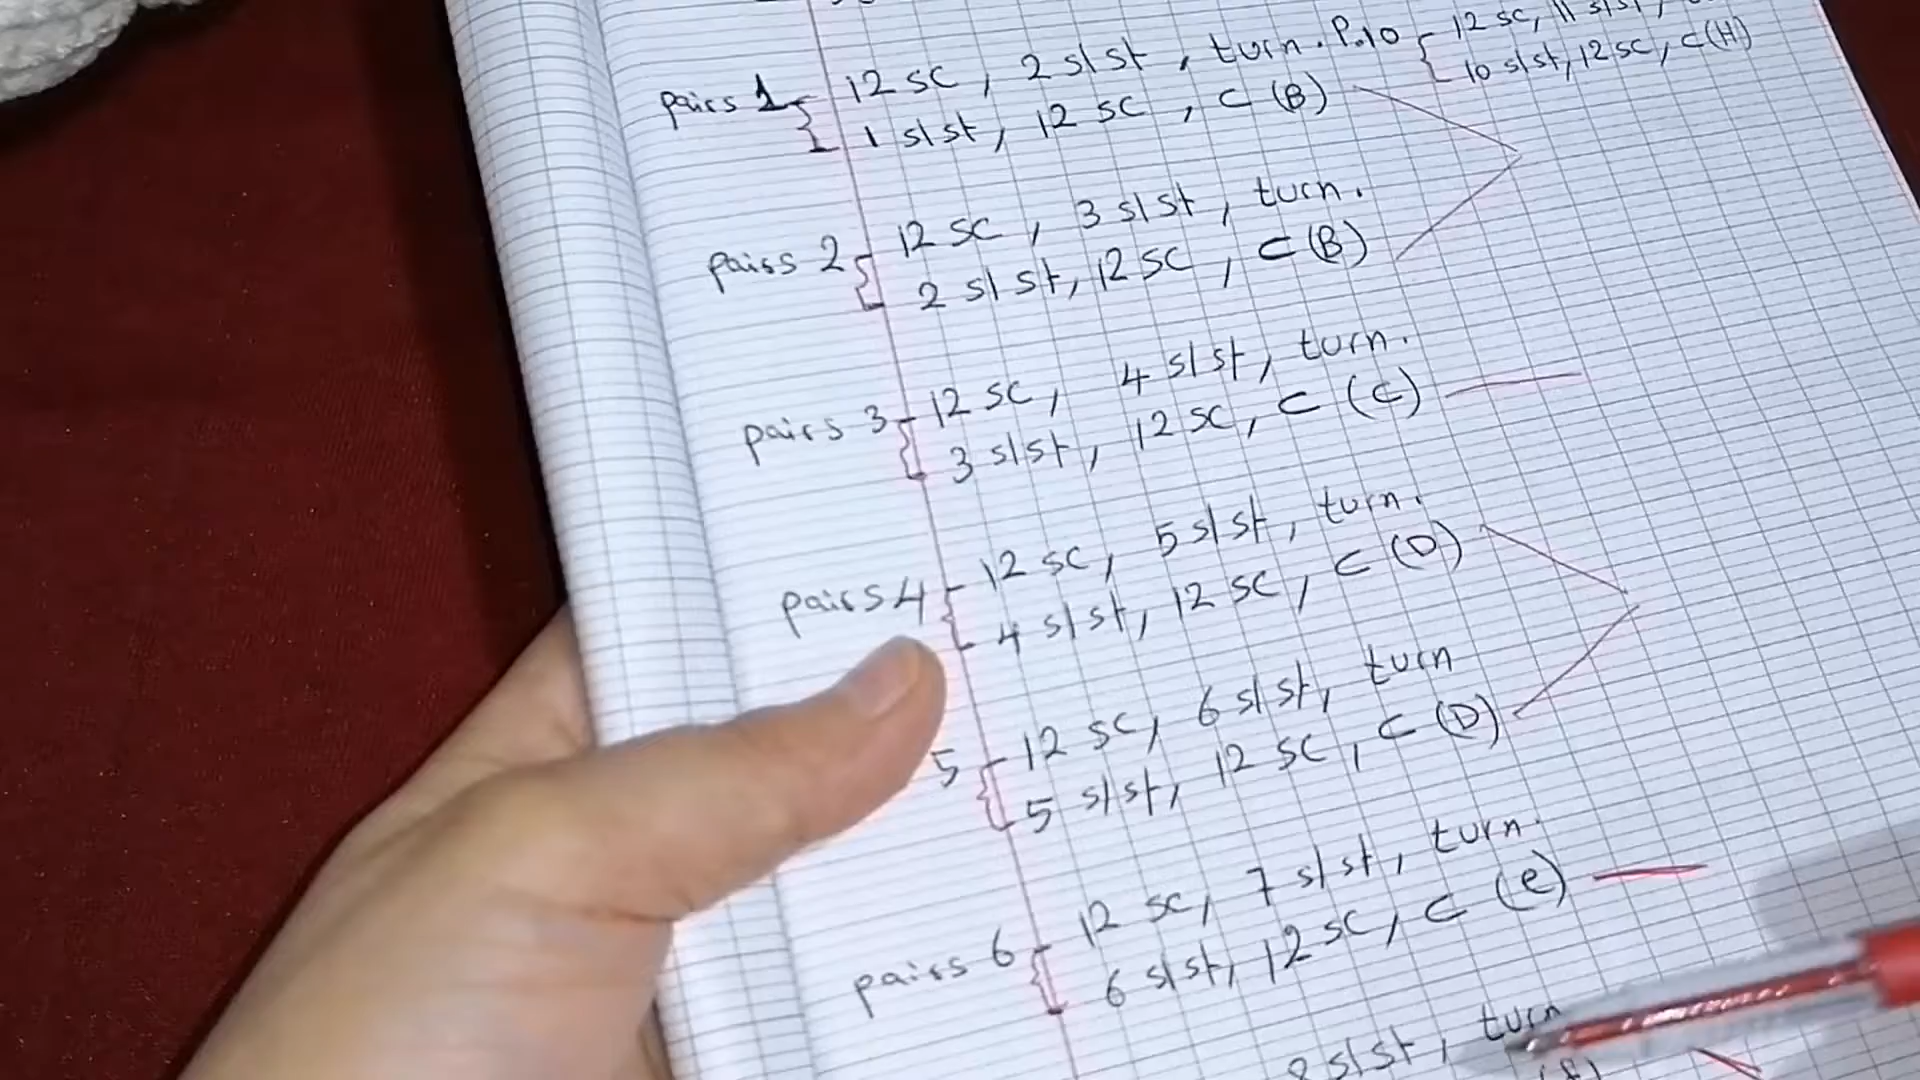 pairs 1 12 sc, 2 sl st, turn. P.10 12 sc, 11 sl st,
1 sl st, 12 sc, C (B) 10 sl st, 12 sc, C (H)
pairs 2 12 sc, 3 sl st, turn.
2 sl st, 12 sc, C (B)
pairs 3 12 sc, 4 sl st, turn.
3 sl st, 12 sc, C (C)
pairs 4 12 sc, 5 sl st, turn.
4 sl st, 12 sc, C (D)
5 12 sc, 6 sl st, turn
5 sl st, 12 sc, C (D)
pairs 6 12 sc, 7 sl st, turn.
6 sl st, 12 sc, C (e)
8 sl st, turn